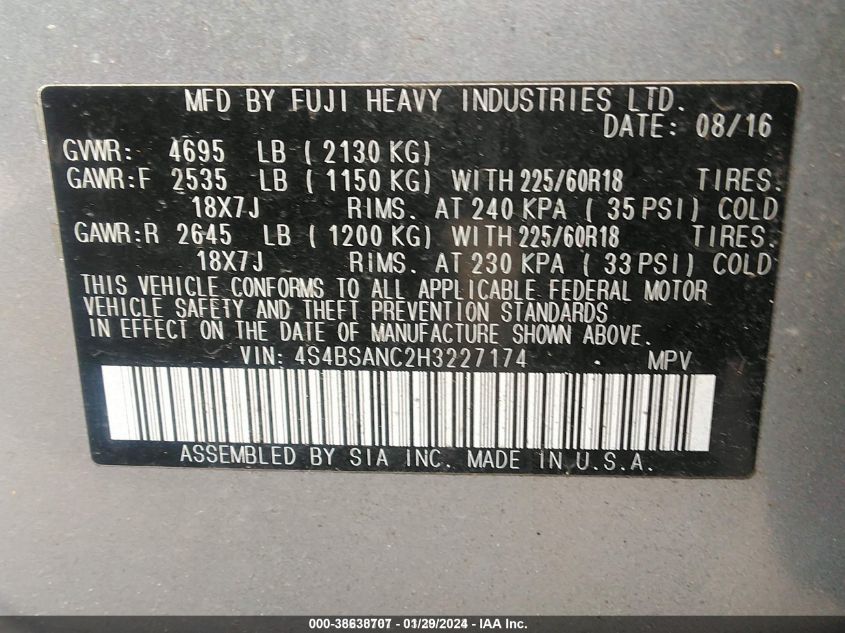 MFD BY FUJI HEAVY INDUSTRIES LTD.
DATE: 08/16
GVWR: 4695 LB ( 2130 KG)
GAWR:F 2535 LB ( 1150 KG) WITH 225/60R18 TIRES.
18X7J RIMS. AT 240 KPA ( 35 PSI) COLD
GAWR:R 2645 LB ( 1200 KG) WITH 225/60R18 TIRES.
18X7J RIMS. AT 230 KPA ( 33 PSI) COLD
THIS VEHICLE CONFORMS TO ALL APPLICABLE FEDERAL MOTOR
VEHICLE SAFETY AND THEFT PREVENTION STANDARDS
IN EFFECT ON THE DATE OF MANUFACTURE SHOWN ABOVE.
VIN: 4S4BSANC2H3227174 MPV
ASSEMBLED BY SIA INC. MADE IN U.S.A.
000-38638707 - 01/29/2024 - IAA Inc.